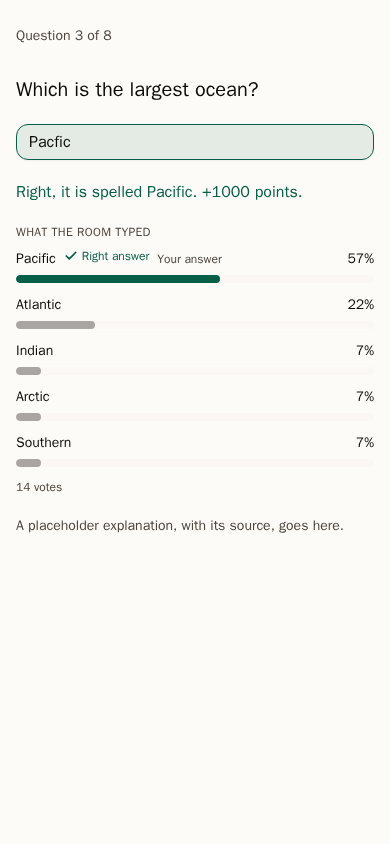 Question 3 of 8
Which is the largest ocean?
Pacfic
Right, it is spelled Pacific. +1000 points.
WHAT THE ROOM TYPED
Pacific Right answer Your answer 57%
Atlantic 22%
Indian 7%
Arctic 7%
Southern 7%
14 votes
A placeholder explanation, with its source, goes here.